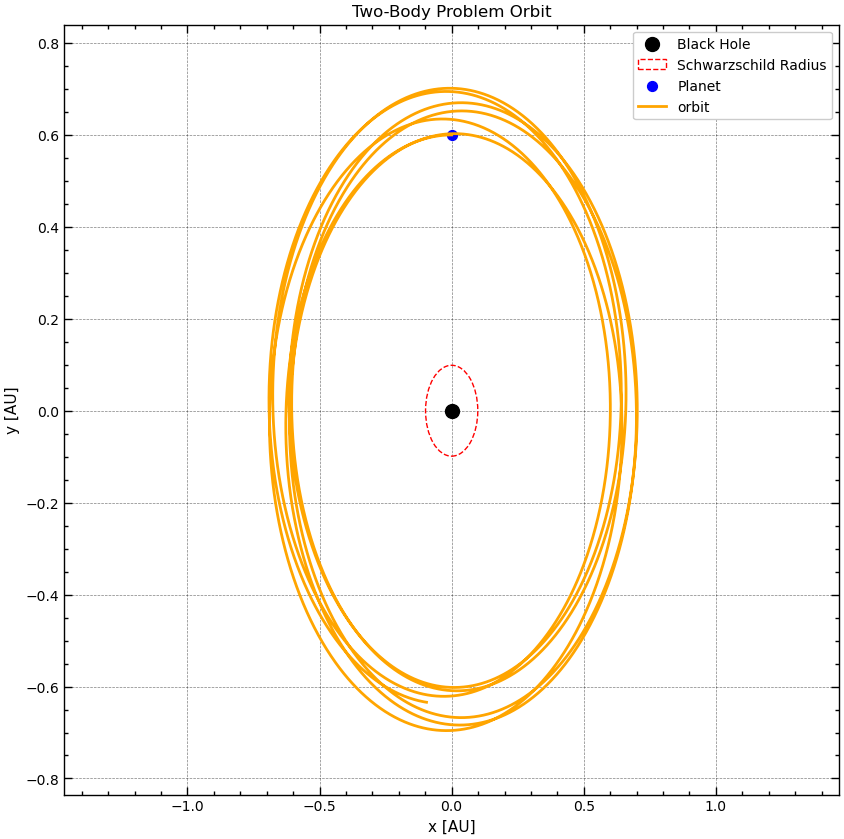 Two-Body Problem Orbit
Black Hole
Schwarzschild Radius
Planet
orbit
0.8
0.6
0.4
0.2
0.0
−0.2
−0.4
−0.6
−0.8
y [AU]
−1.0 −0.5 0.0 0.5 1.0
x [AU]